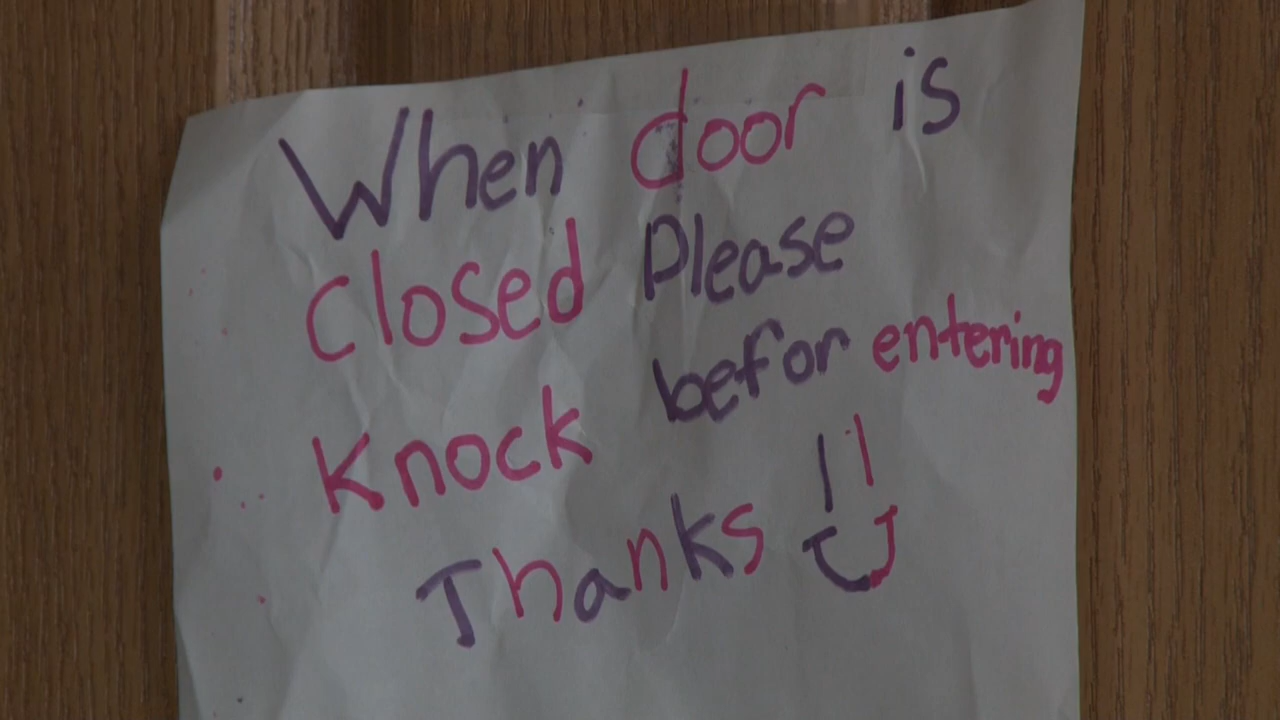 When door is
Closed Please
Knock befor entering
Thanks